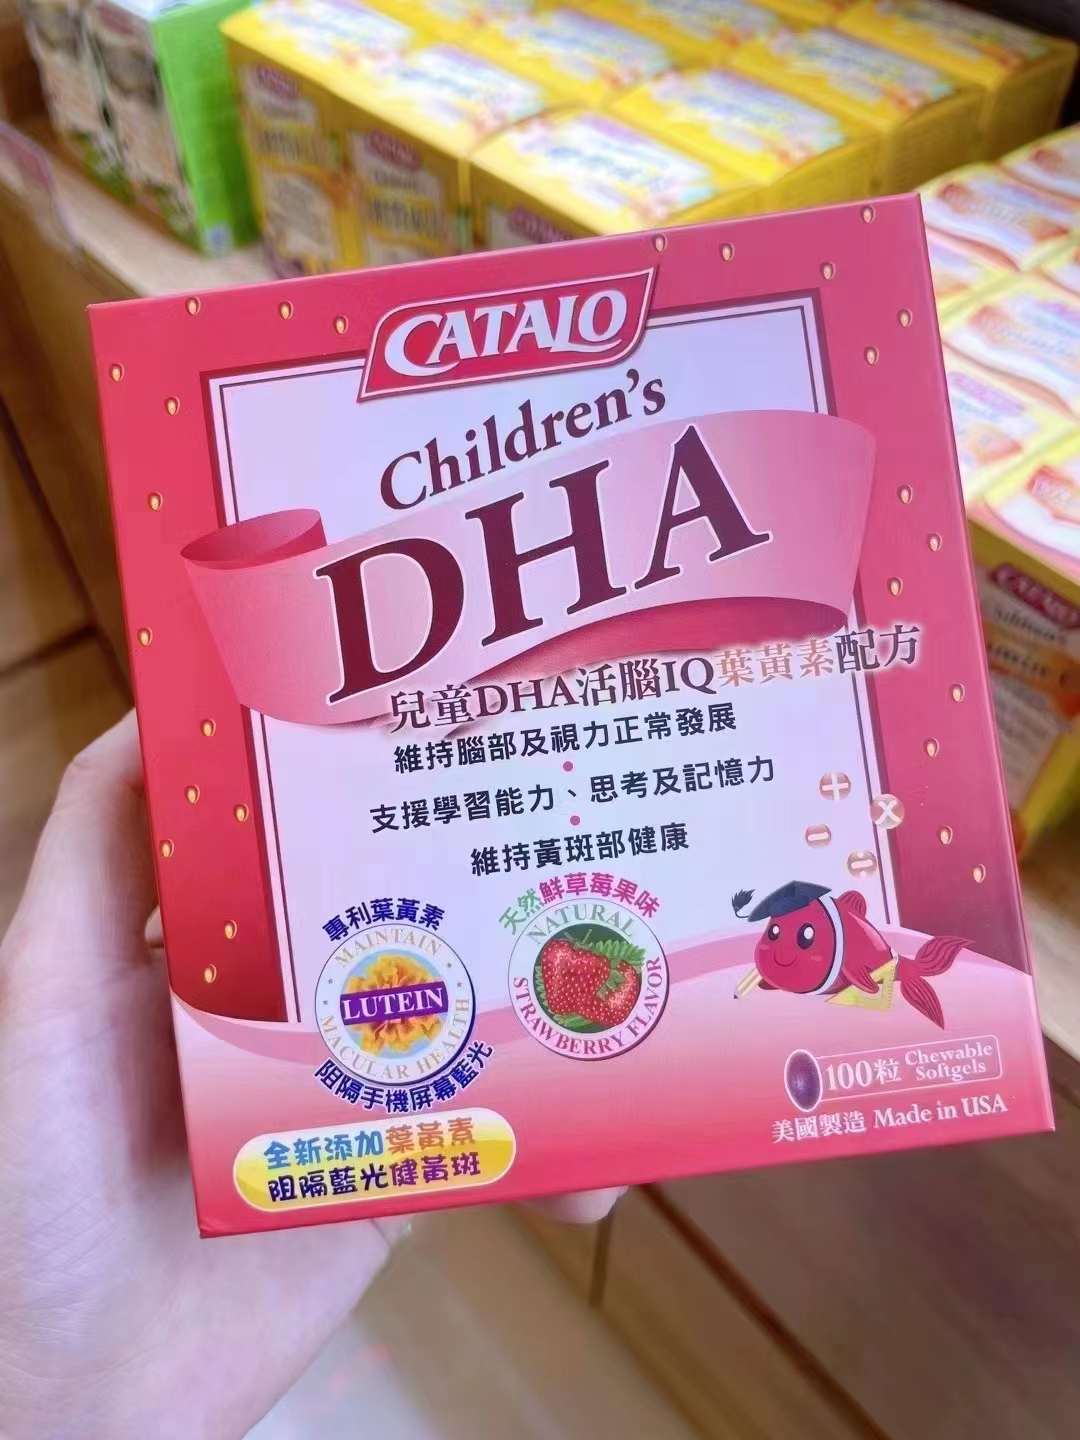 CATALO
Children's
DHA
兒童DHA活腦IQ葉黃素配方
維持腦部及視力正常發展
支援學習能力、思考及記憶力
維持黃斑部健康
專利葉黃素
MAINTAIN
LUTEIN
MACULAR HEALTH
阻隔手機屏幕藍光
天然鮮草莓果味
NATURAL
STRAWBERRY FLAVOR
+
×
−
÷
100粒 Chewable
Softgels
美國製造 Made in USA
全新添加葉黃素
阻隔藍光健黃斑
CATALO